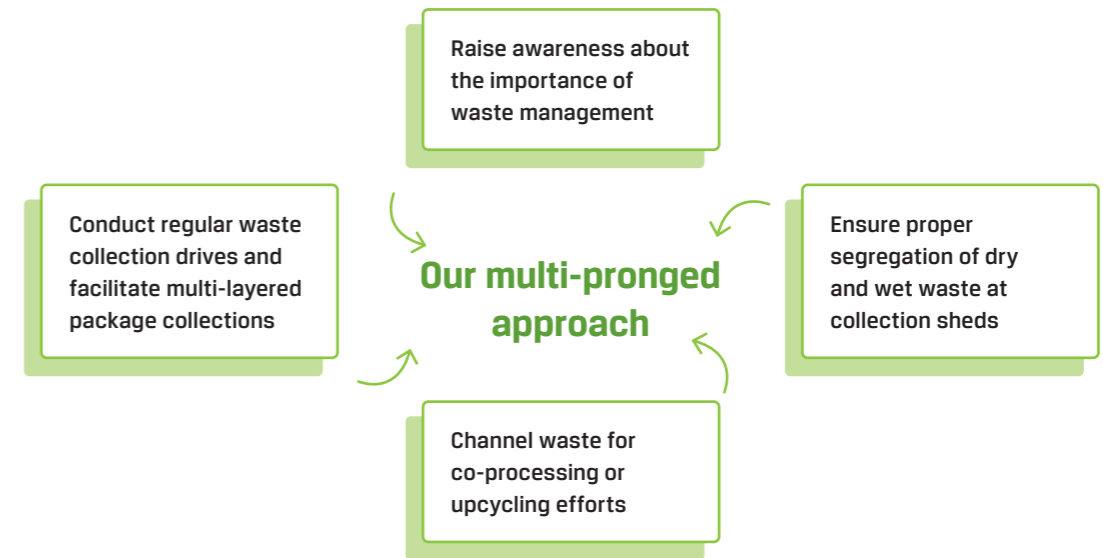 Raise awareness about
the importance of
waste management
Conduct regular waste
collection drives and
facilitate multi-layered
package collections
Our multi-pronged
approach
Ensure proper
segregation of dry
and wet waste at
collection sheds
Channel waste for
co-processing or
upcycling efforts